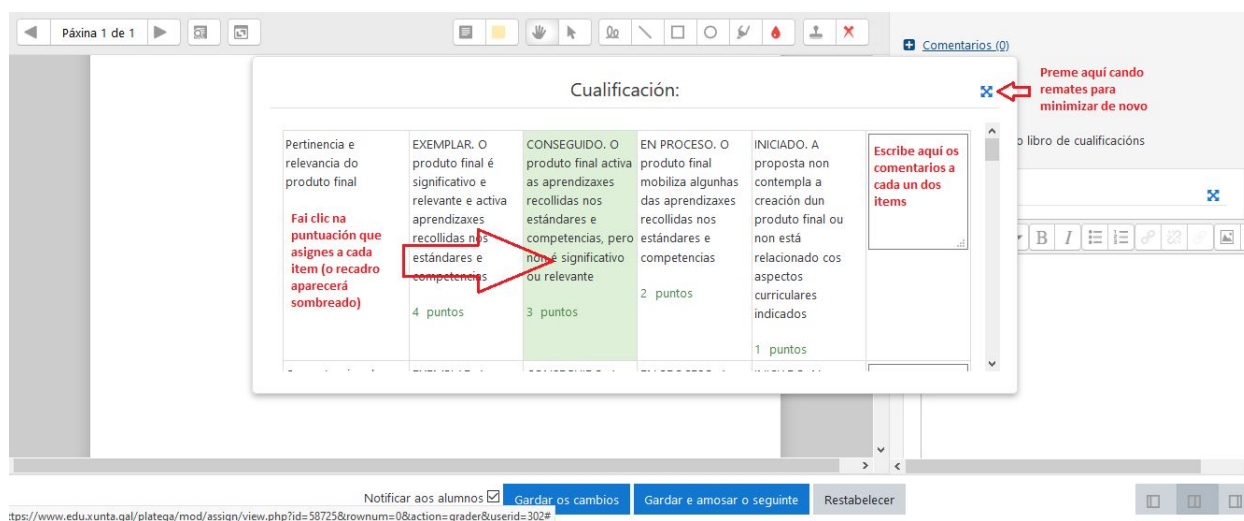 Páxina 1 de 1
Comentarios (0)
Preme aquí cando
remates para
minimizar de novo
Cualificación:
libro de cualificacións
Pertinencia e
relevancia do
produto final
Fai clic na
puntuación que
asignes a cada
item (o recadro
aparecerá
sombreado)
EXEMPLAR. O
produto final é
significativo e
relevante e activa
aprendizaxes
recollidas nos
estándares e
competencias
4 puntos
CONSEGUIDO. O
produto final activa
as aprendizaxes
recollidas nos
estándares e
competencias, pero
non é significativo
ou relevante
3 puntos
EN PROCESO. O
produto final
mobiliza algunhas
das aprendizaxes
recollidas nos
estándares e
competencias
2 puntos
INICIADO. A
proposta non
contempla a
creación dun
produto final ou
non está
relacionado cos
aspectos
curriculares
indicados
1 puntos
Escribe aquí os
comentarios a
cada un dos
items
B I
Notificar aos alumnos
Gardar os cambios
Gardar e amosar o seguinte
Restabelecer
ttps://www.edu.xunta.gal/platega/mod/assign/view.php?id=58725&rownum=0&action=grader&userid=302#